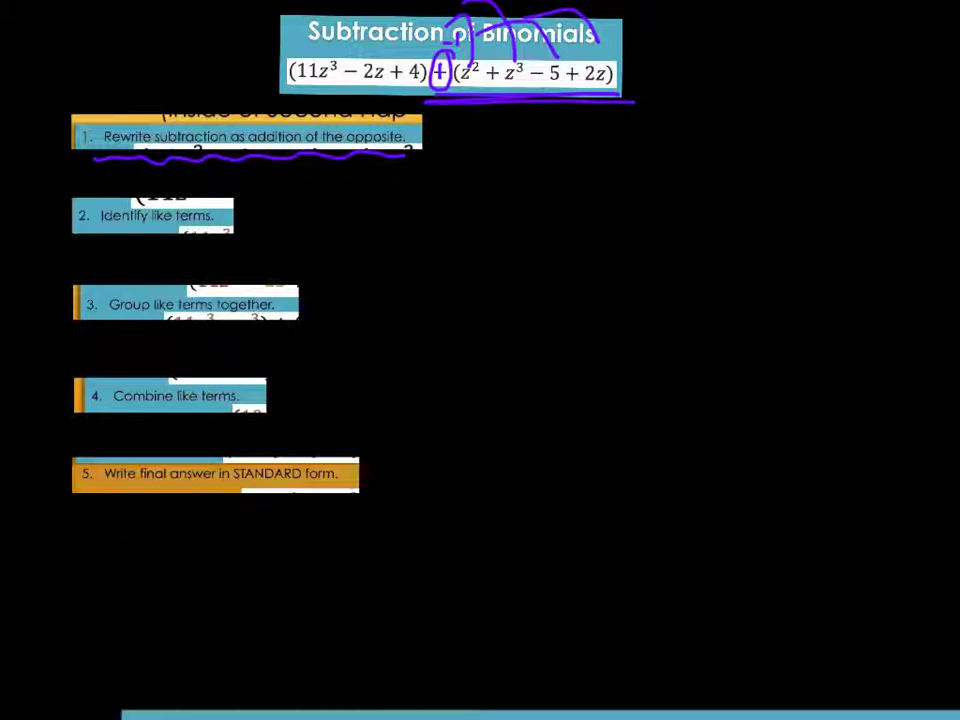 Subtraction of Binomials
(11z³ − 2z + 4) + (z² + z³ − 5 + 2z)
1. Rewrite subtraction as addition of the opposite.
2. Identify like terms.
3. Group like terms together.
4. Combine like terms.
5. Write final answer in STANDARD form.